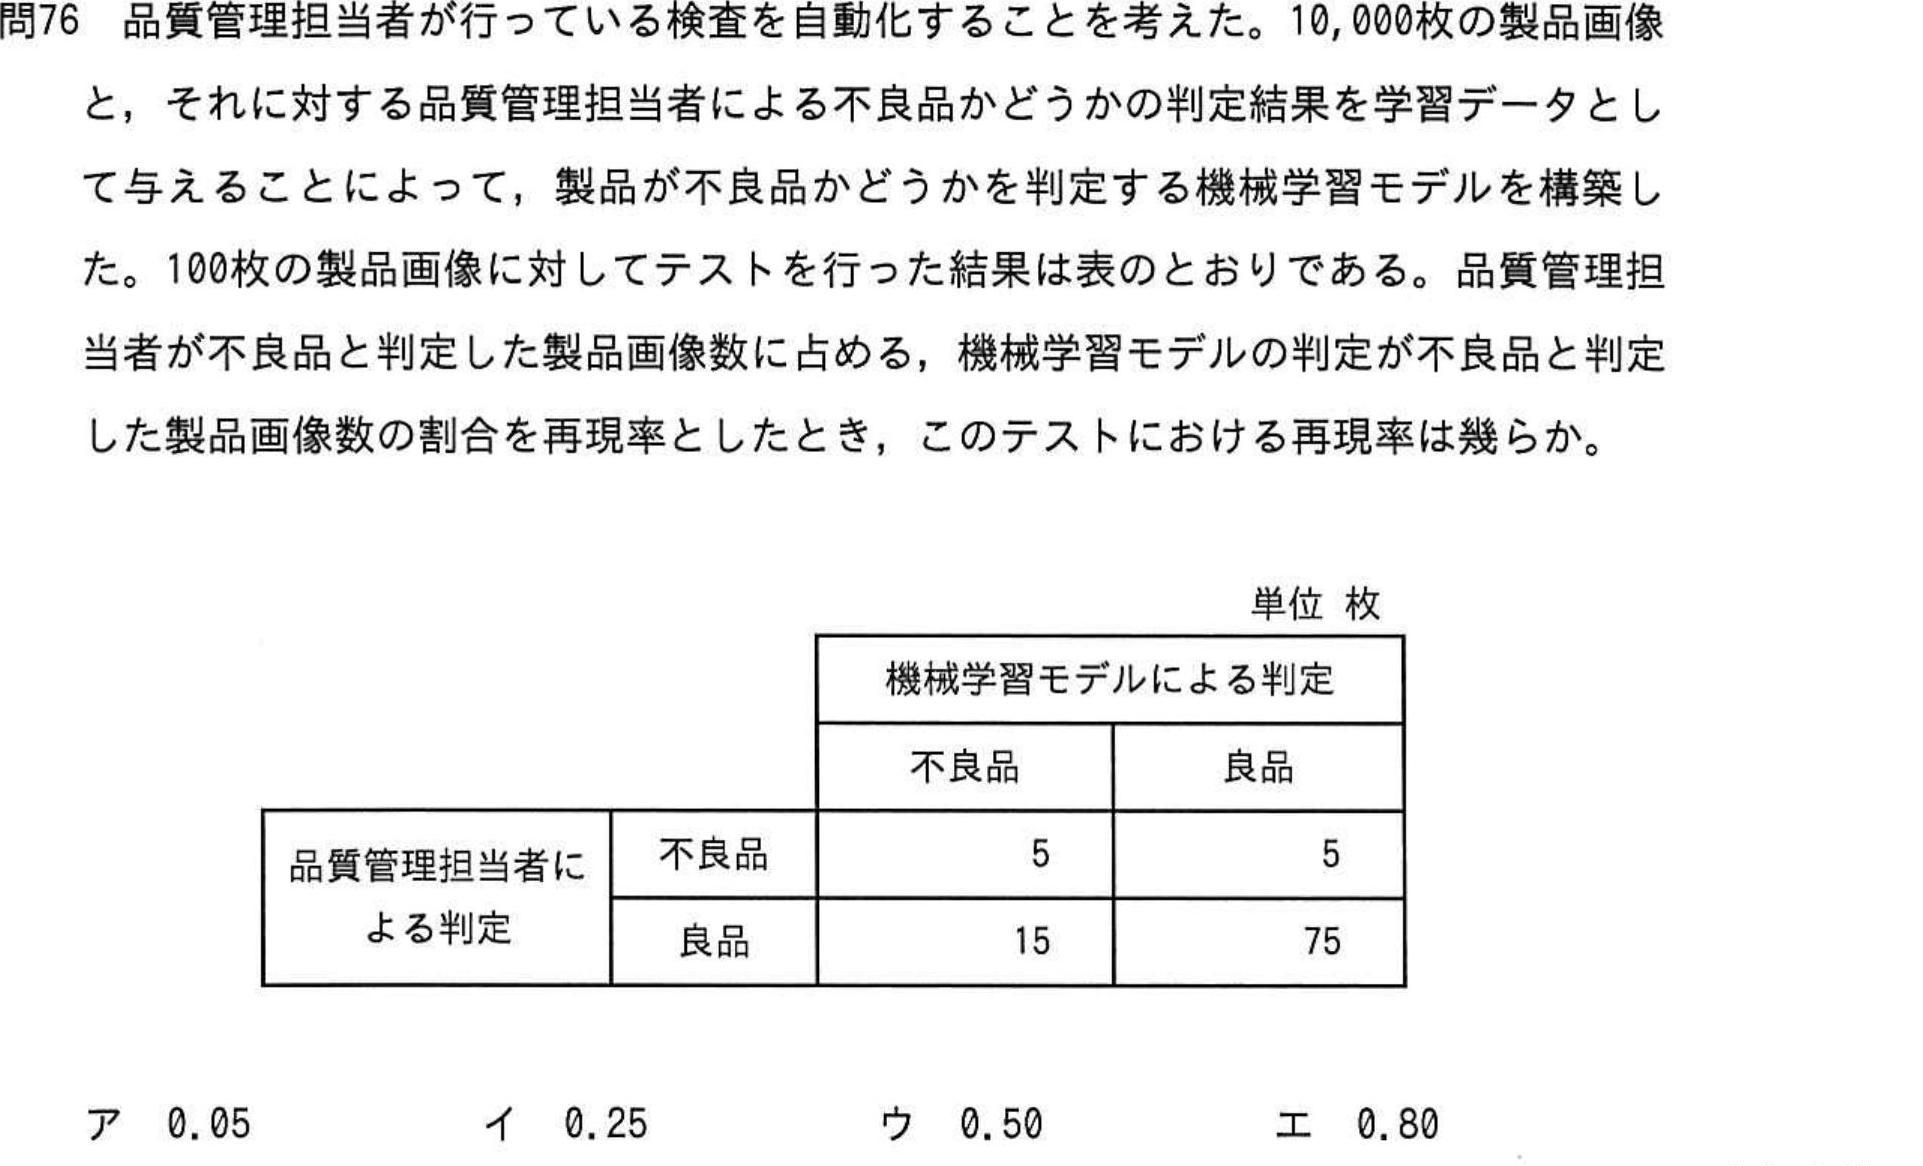 問76 品質管理担当者が行っている検査を自動化することを考えた。10,000枚の製品画像
と，それに対する品質管理担当者による不良品かどうかの判定結果を学習データとし
て与えることによって，製品が不良品かどうかを判定する機械学習モデルを構築し
た。100枚の製品画像に対してテストを行った結果は表のとおりである。品質管理担
当者が不良品と判定した製品画像数に占める，機械学習モデルの判定が不良品と判定
した製品画像数の割合を再現率としたとき，このテストにおける再現率は幾らか。
単位 枚
機械学習モデルによる判定
不良品 良品
品質管理担当者に
よる判定
不良品 5 5
良品 15 75
ア 0.05 イ 0.25 ウ 0.50 エ 0.80